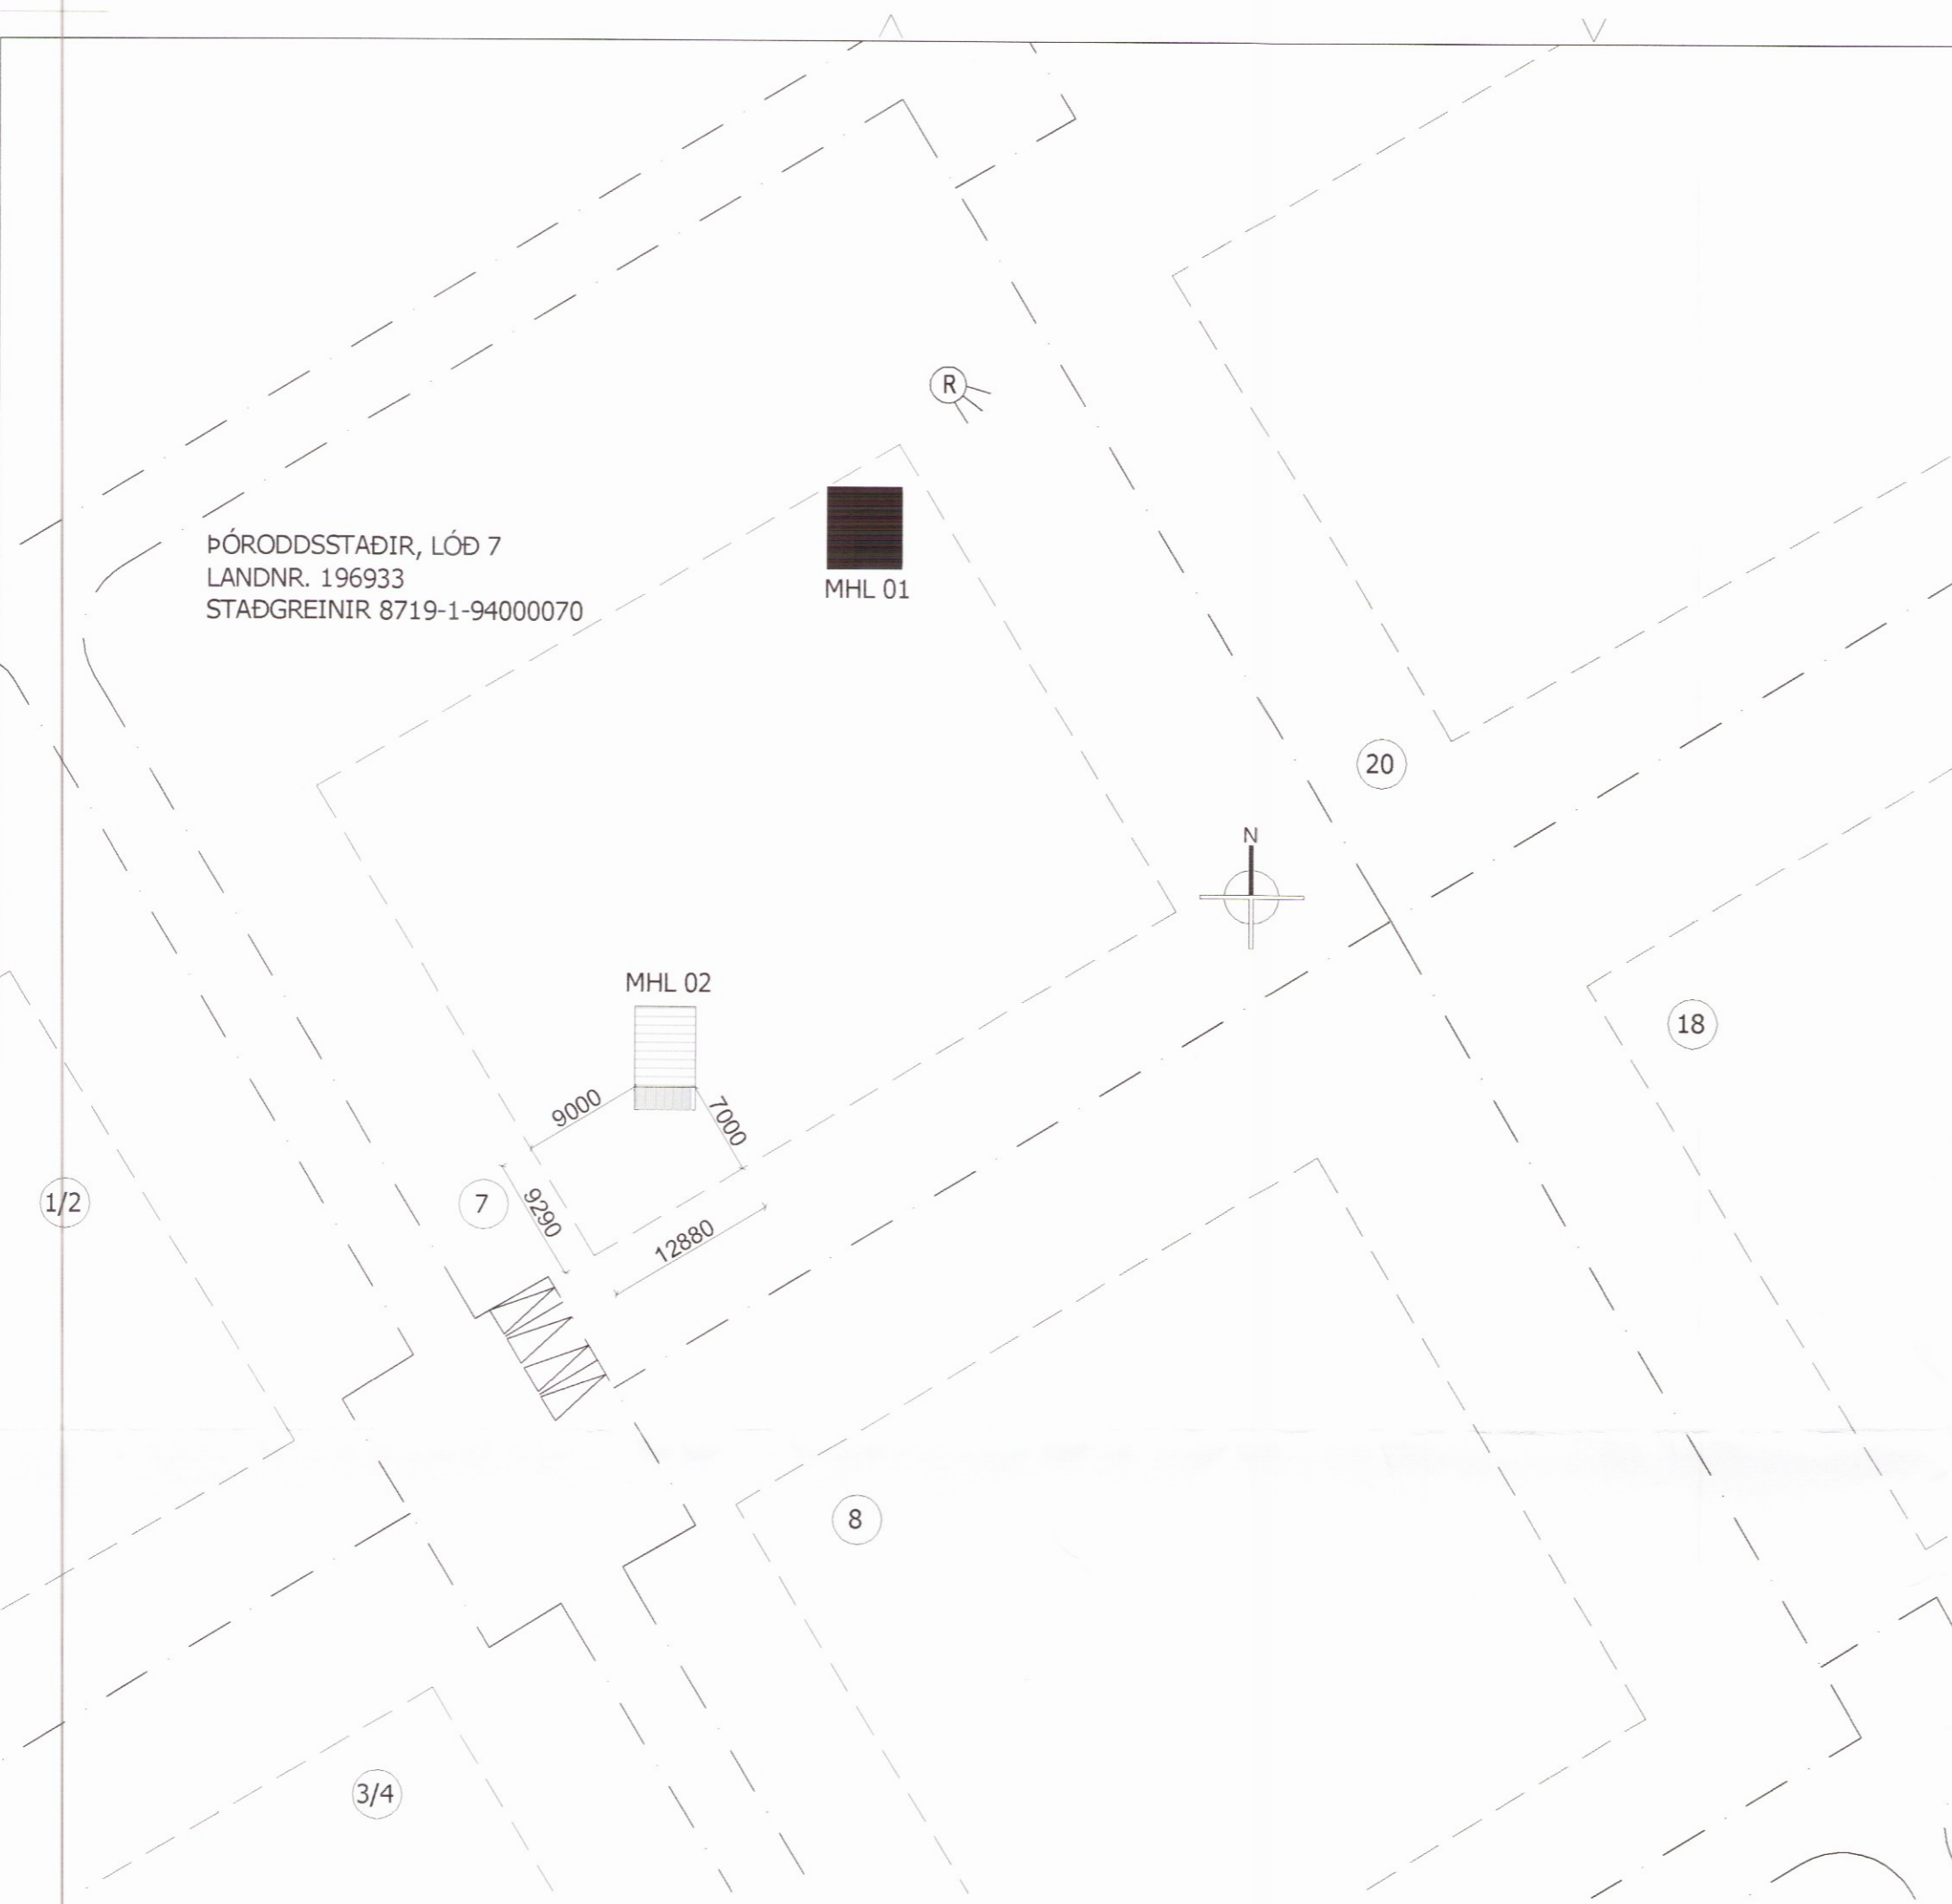 R
ÞÓRODDSSTAÐIR, LÓÐ 7
LANDNR. 196933
STAÐGREINIR 8719-1-94000070
MHL 01
20
N
MHL 02
18
9000
7000
1/2
7
9290
12880
8
3/4